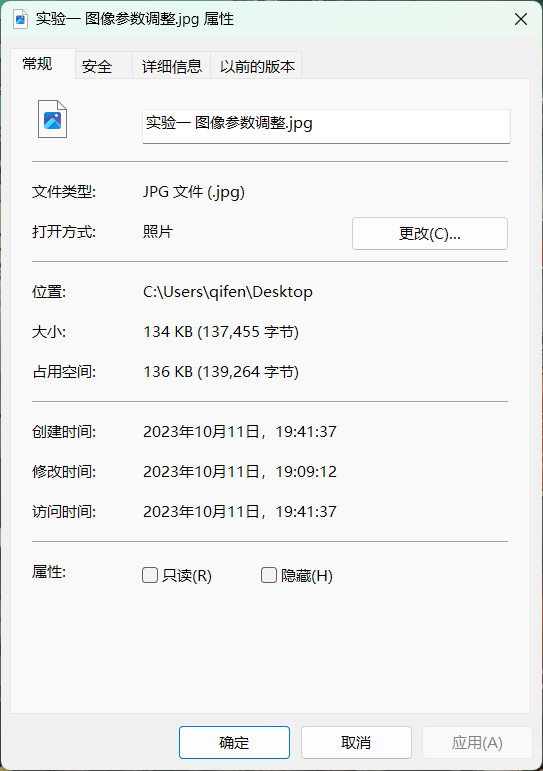 实验一 图像参数调整.jpg 属性
常规 安全 详细信息 以前的版本
实验一 图像参数调整.jpg
文件类型: JPG 文件 (.jpg)
打开方式: 照片 更改(C)...
位置: C:\Users\qifen\Desktop
大小: 134 KB (137,455 字节)
占用空间: 136 KB (139,264 字节)
创建时间: 2023年10月11日，19:41:37
修改时间: 2023年10月11日，19:09:12
访问时间: 2023年10月11日，19:41:37
属性: 只读(R) 隐藏(H)
确定 取消 应用(A)